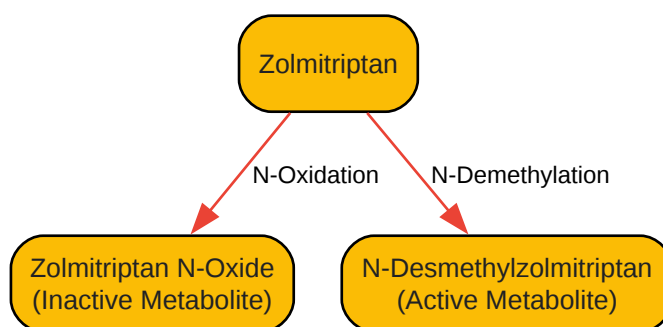 Zolmitriptan
N-Oxidation
N-Demethylation
Zolmitriptan N-Oxide
(Inactive Metabolite)
N-Desmethylzolmitriptan
(Active Metabolite)